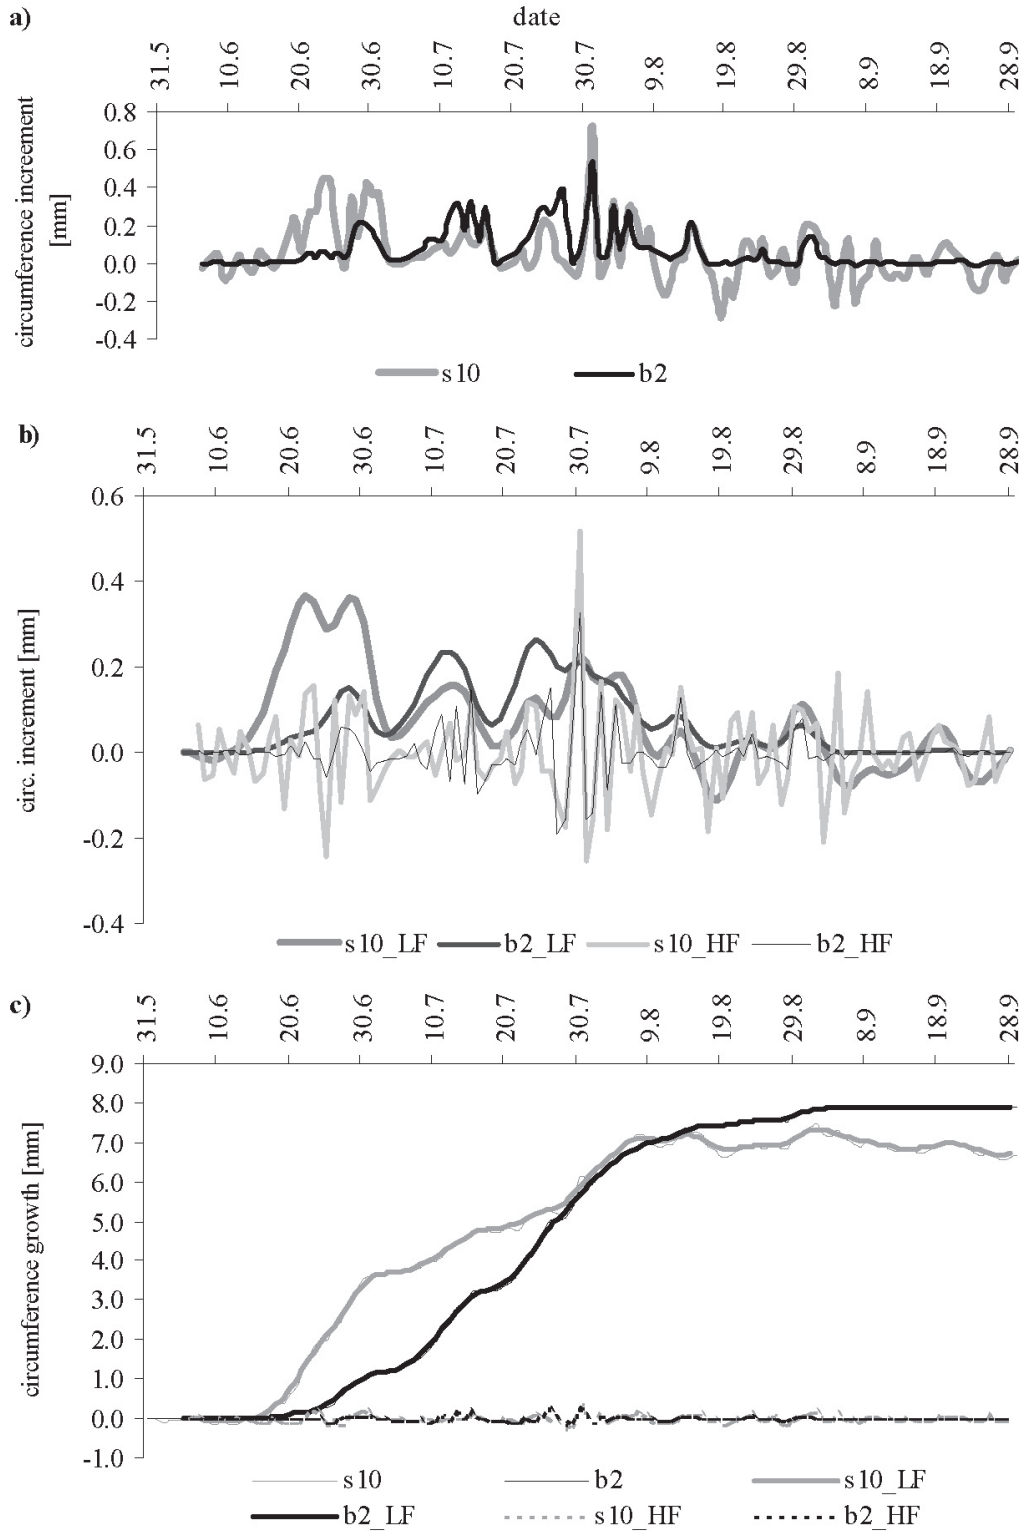 a)
date
31.5 10.6 20.6 30.6 10.7 20.7 30.7 9.8 19.8 29.8 8.9 18.9 28.9
circumference increement
[mm]
0.8
0.6
0.4
0.2
0.0
-0.2
-0.4
s10 b2
b)
31.5 10.6 20.6 30.6 10.7 20.7 30.7 9.8 19.8 29.8 8.9 18.9 28.9
circ. increment [mm]
0.6
0.4
0.2
0.0
-0.2
-0.4
s10_LF b2_LF s10_HF b2_HF
c)
31.5 10.6 20.6 30.6 10.7 20.7 30.7 9.8 19.8 29.8 8.9 18.9 28.9
circumference growth [mm]
9.0
8.0
7.0
6.0
5.0
4.0
3.0
2.0
1.0
0.0
-1.0
s10 b2 s10_LF
b2_LF s10_HF b2_HF